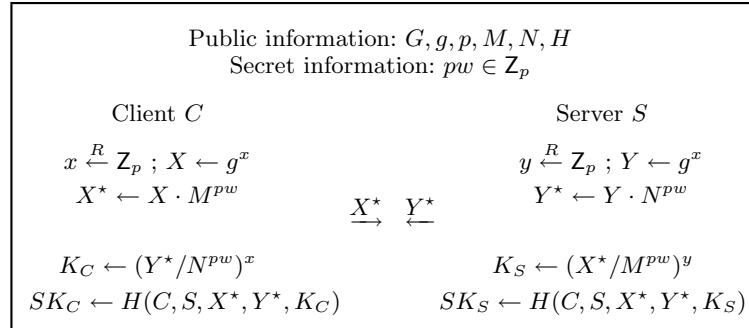 Public information: G, g, p, M, N, H
Secret information: pw ∈ Z_p
Client C
Server S
x ←^R Z_p ; X ← g^x
y ←^R Z_p ; Y ← g^x
X^⋆ ← X · M^{pw}
Y^⋆ ← Y · N^{pw}
X^⋆ → Y^⋆ ←
K_C ← (Y^⋆/N^{pw})^x
K_S ← (X^⋆/M^{pw})^y
SK_C ← H(C, S, X^⋆, Y^⋆, K_C)
SK_S ← H(C, S, X^⋆, Y^⋆, K_S)